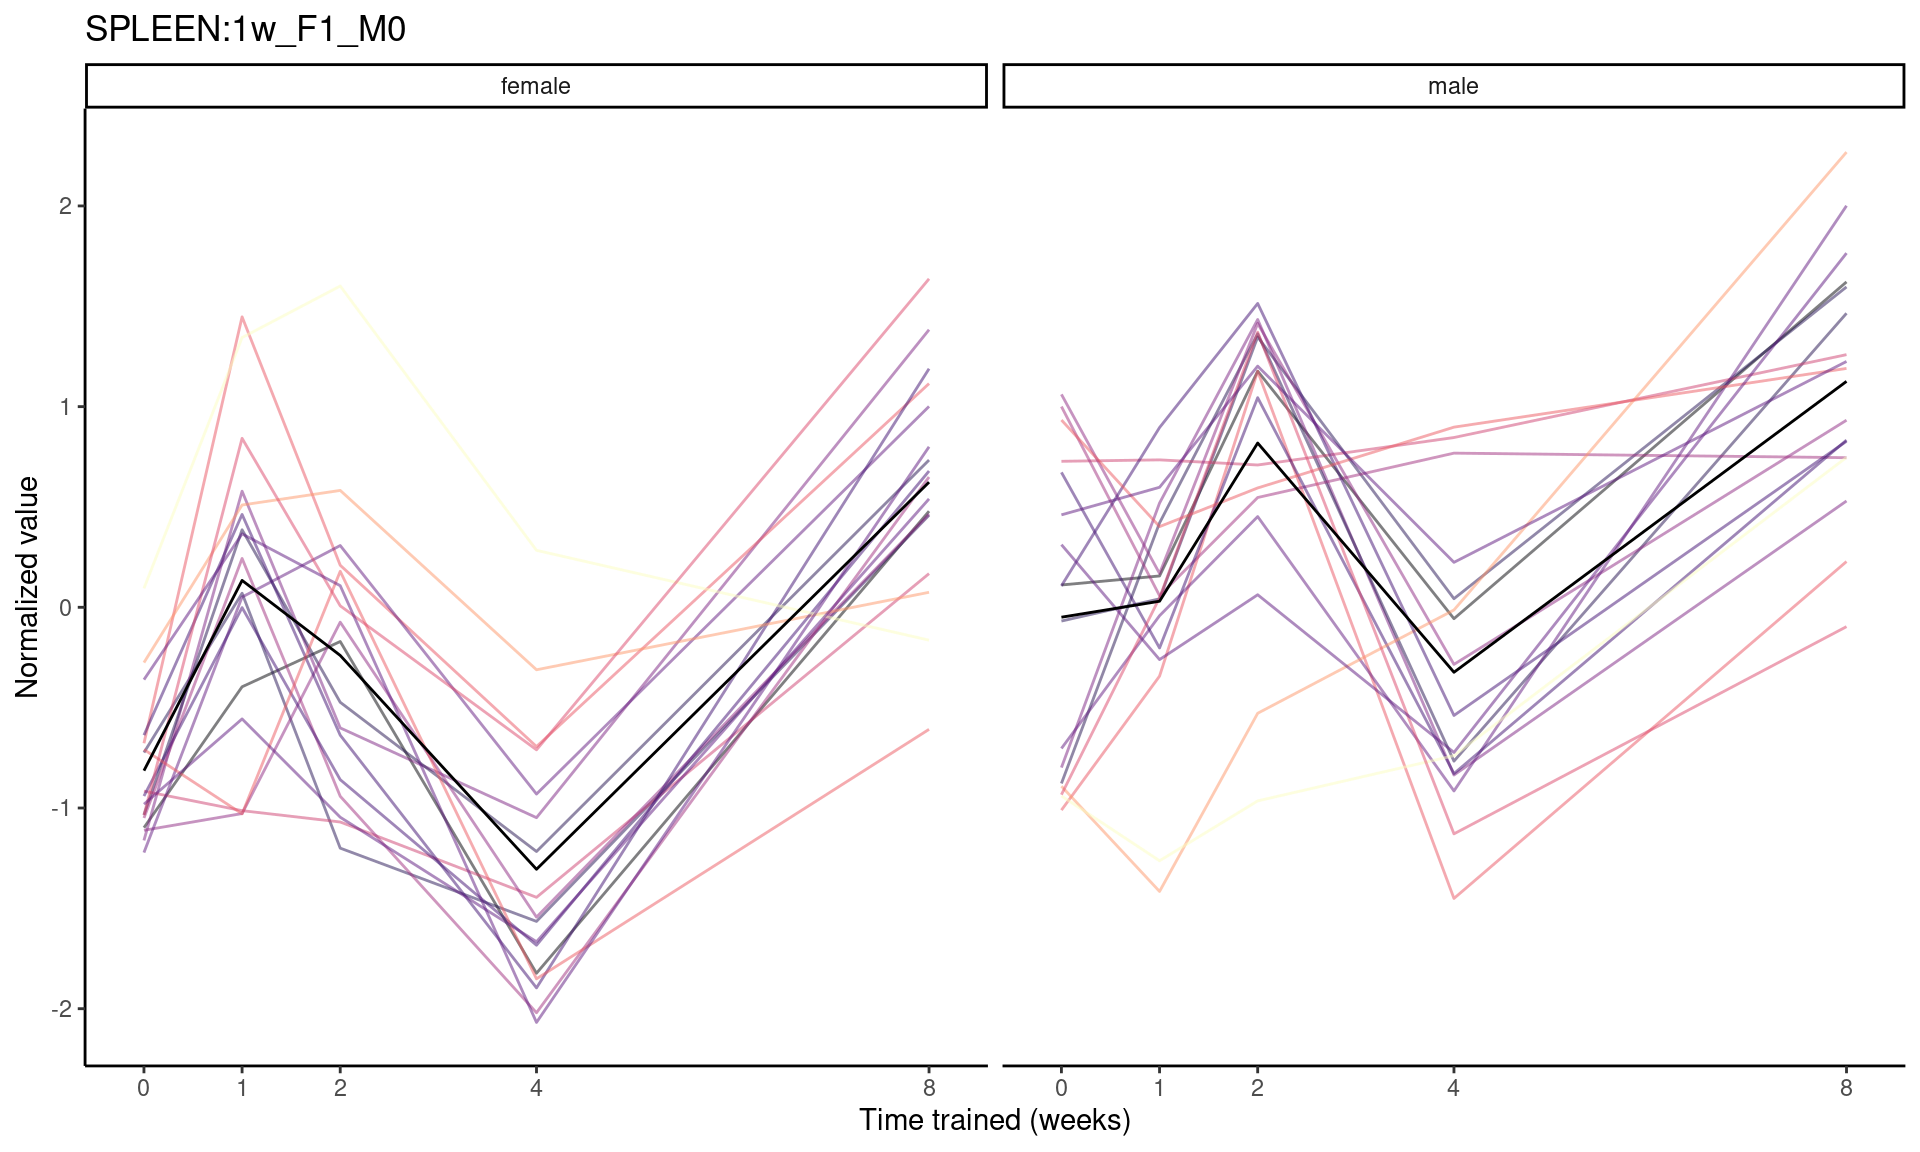 SPLEEN:1w_F1_M0
female
male
Normalized value
2
1
0
-1
-2
0 1 2 4 8
0 1 2 4 8
Time trained (weeks)